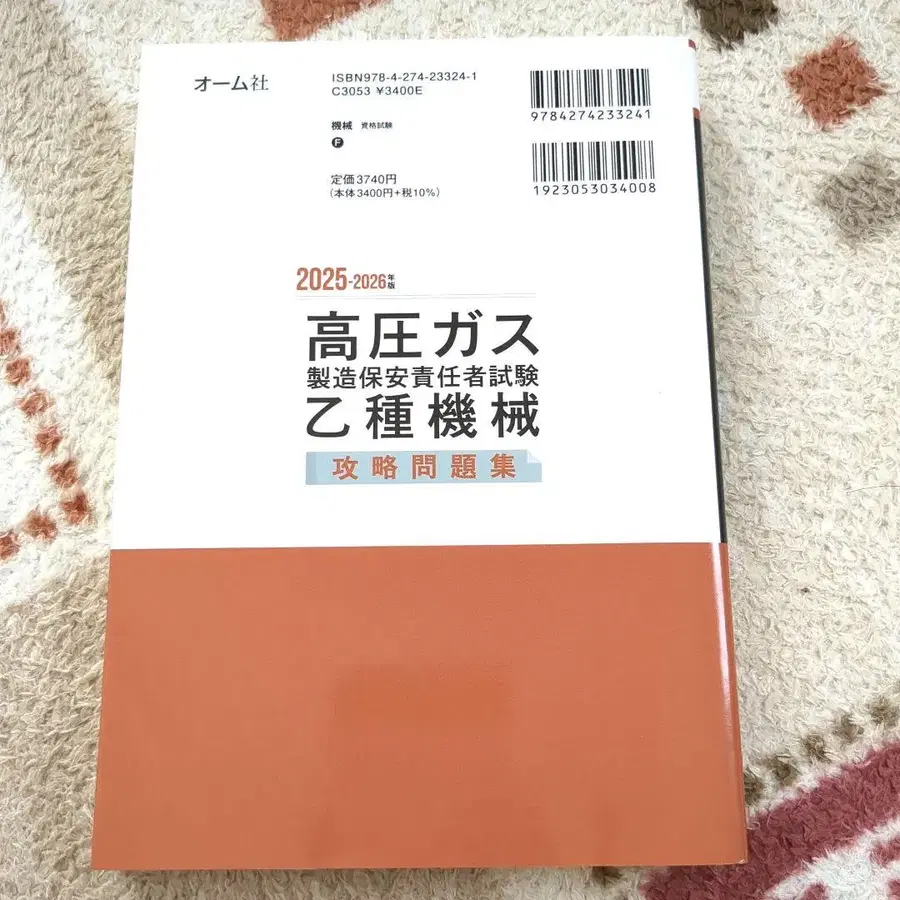 オーム社
ISBN978-4-274-23324-1
C3053 ¥3400E
機械 資格試験
F
定価3740円
(本体3400円+税10%)
9784274233241
1923053034008
2025-2026年版
高圧ガス
製造保安責任者試験
乙種機械
攻略問題集